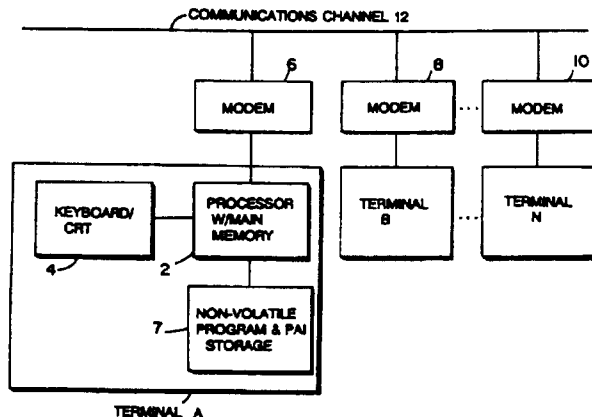 COMMUNICATIONS CHANNEL 12
6
8
10
MODEM
MODEM
MODEM
KEYBOARD/
CRT
4
PROCESSOR
W/MAIN
MEMORY
2
TERMINAL
B
TERMINAL
N
7
NON-VOLATILE
PROGRAM & PAI
STORAGE
TERMINAL A